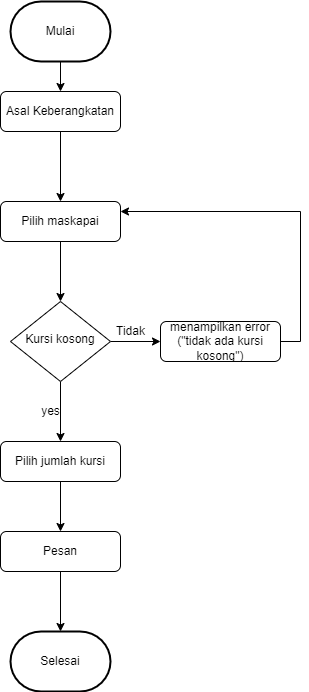 Mulai
Asal Keberangkatan
Pilih maskapai
Kursi kosong
Tidak
menampilkan error
("tidak ada kursi
kosong")
yes
Pilih jumlah kursi
Pesan
Selesai